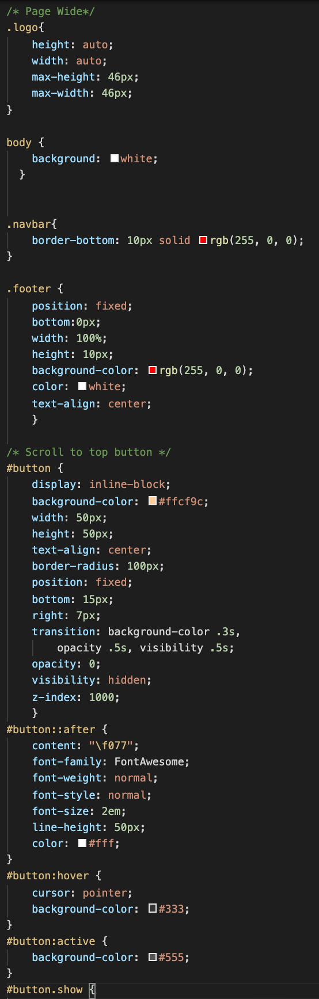 /* Page Wide*/
.logo{
    height: auto;
    width: auto;
    max-height: 46px;
    max-width: 46px;
}
body {
    background: white;
  }
.navbar{
    border-bottom: 10px solid rgb(255, 0, 0);
}
.footer {
    position: fixed;
    bottom:0px;
    width: 100%;
    height: 10px;
    background-color: rgb(255, 0, 0);
    color: white;
    text-align: center;
    }
/* Scroll to top button */
#button {
    display: inline-block;
    background-color: #ffcf9c;
    width: 50px;
    height: 50px;
    text-align: center;
    border-radius: 100px;
    position: fixed;
    bottom: 15px;
    right: 7px;
    transition: background-color .3s,
        opacity .5s, visibility .5s;
    opacity: 0;
    visibility: hidden;
    z-index: 1000;
    }
#button::after {
    content: "\f077";
    font-family: FontAwesome;
    font-weight: normal;
    font-style: normal;
    font-size: 2em;
    line-height: 50px;
    color: #fff;
}
#button:hover {
    cursor: pointer;
    background-color: #333;
}
#button:active {
    background-color: #555;
}
#button.show {